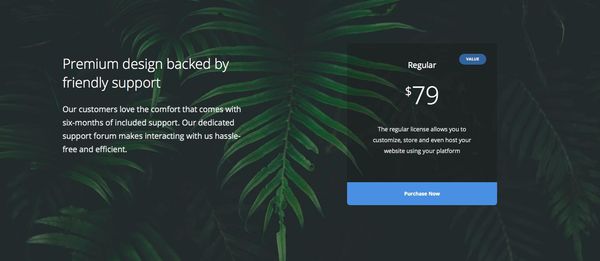 Premium design backed by
friendly support
Our customers love the comfort that comes with
six-months of included support. Our dedicated
support forum makes interacting with us hassle-
free and efficient.
VALUE
Regular
$79
The regular license allows you to
customize, store and even host your
website using your platform
Purchase Now